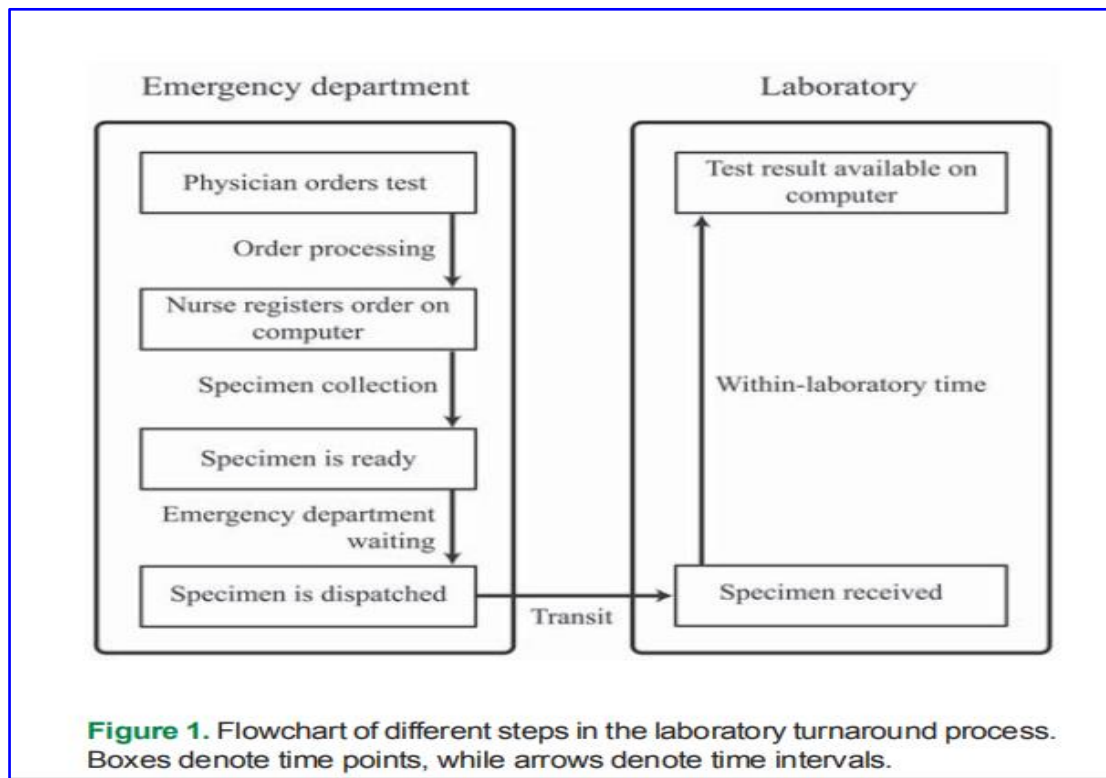 Emergency department
Physician orders test
Order processing
Nurse registers order on
computer
Specimen collection
Specimen is ready
Emergency department
waiting
Specimen is dispatched
Transit
Laboratory
Test result available on
computer
Within-laboratory time
Specimen received
Figure 1. Flowchart of different steps in the laboratory turnaround process.
Boxes denote time points, while arrows denote time intervals.